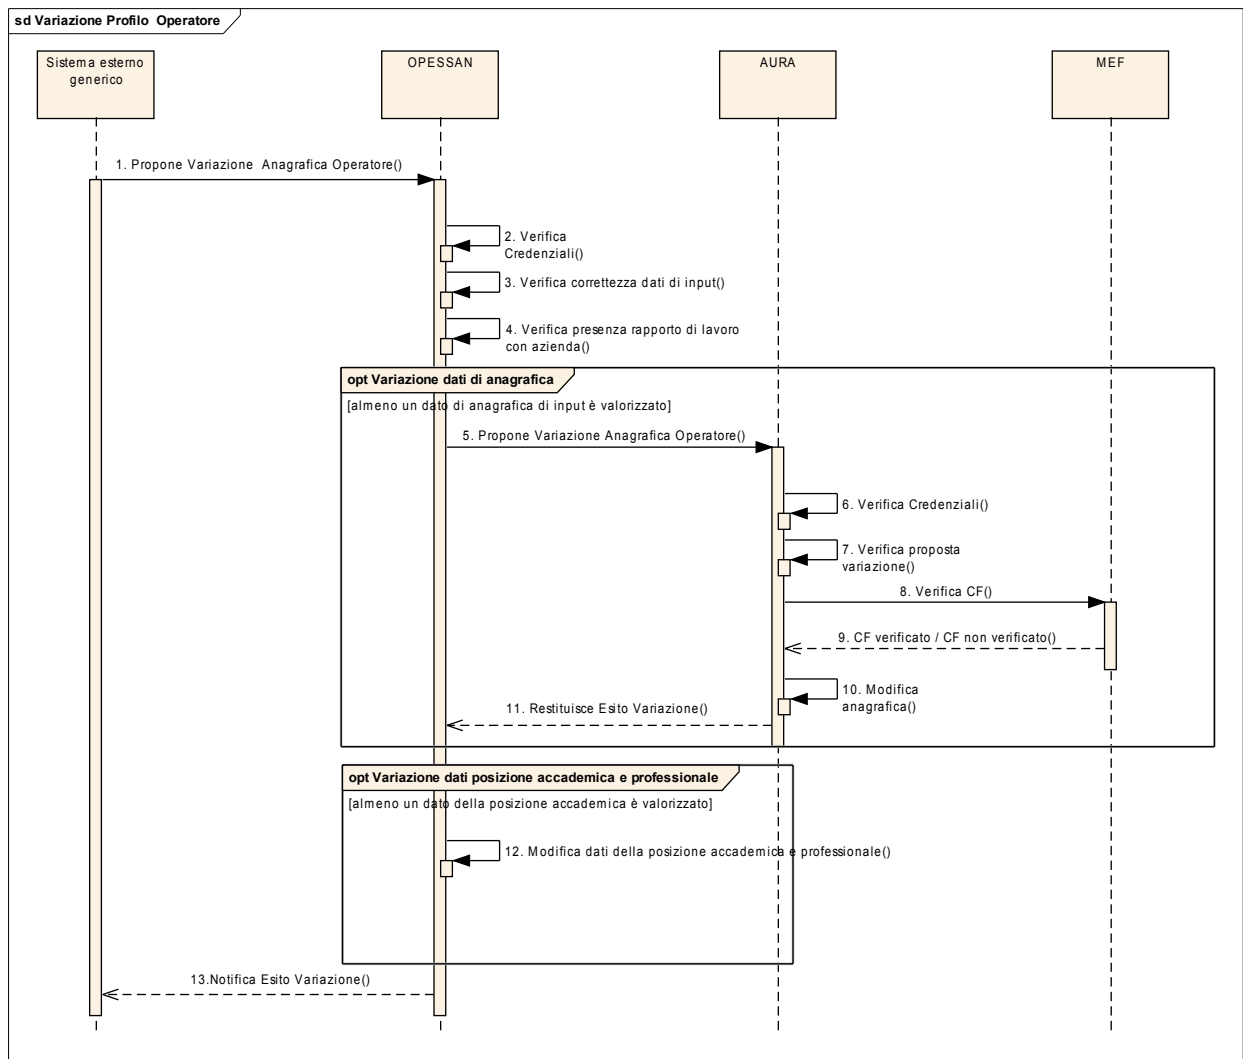 sd Variazione Profilo Operatore
Sistema esterno
generico
OPESSAN
AURA
MEF
1. Propone Variazione Anagrafica Operatore()
2. Verifica
Credenziali()
3. Verifica correttezza dati di input()
4. Verifica presenza rapporto di lavoro
con azienda()
opt Variazione dati di anagrafica
[almeno un dato di anagrafica di input è valorizzato]
5. Propone Variazione Anagrafica Operatore()
6. Verifica Credenziali()
7. Verifica proposta
variazione()
8. Verifica CF()
9. CF verificato / CF non verificato()
10. Modifica
anagrafica()
11. Restituisce Esito Variazione()
opt Variazione dati posizione accademica e professionale
[almeno un dato della posizione accademica è valorizzato]
12. Modifica dati della posizione accademica e professionale()
13.Notifica Esito Variazione()